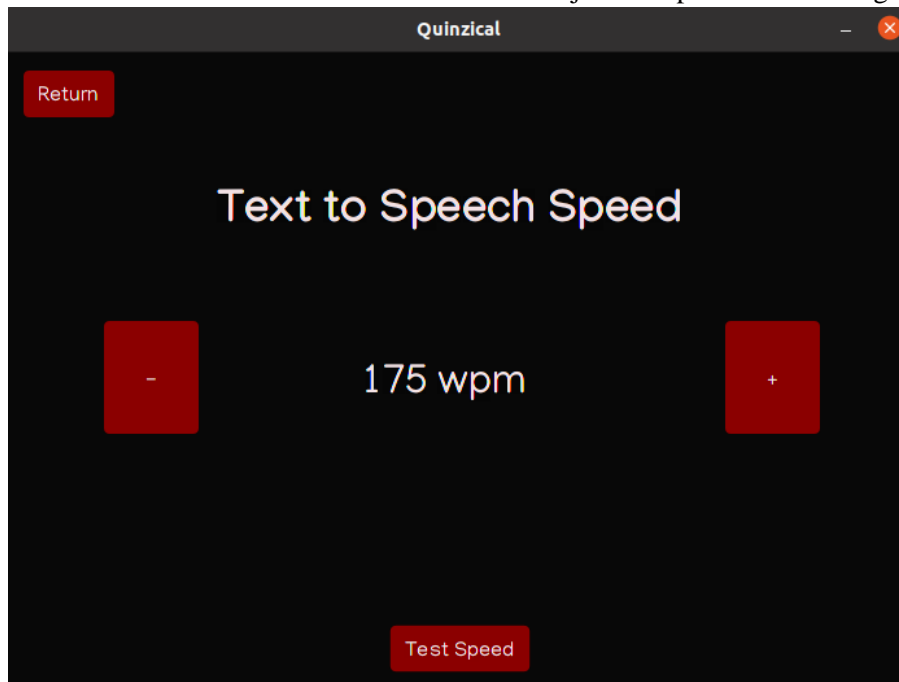 Quinzical
Return
Text to Speech Speed
- 175 wpm +
Test Speed